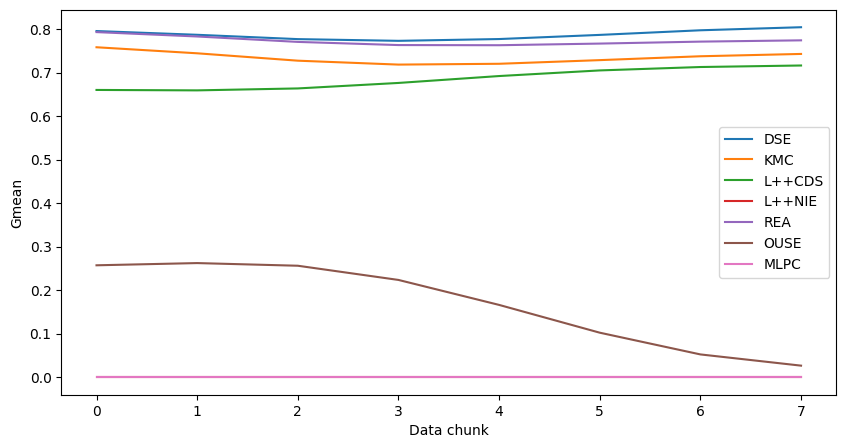 Gmean
0.8
0.7
0.6
0.5
0.4
0.3
0.2
0.1
0.0
DSE
KMC
L++CDS
L++NIE
REA
OUSE
MLPC
0 1 2 3 4 5 6 7
Data chunk